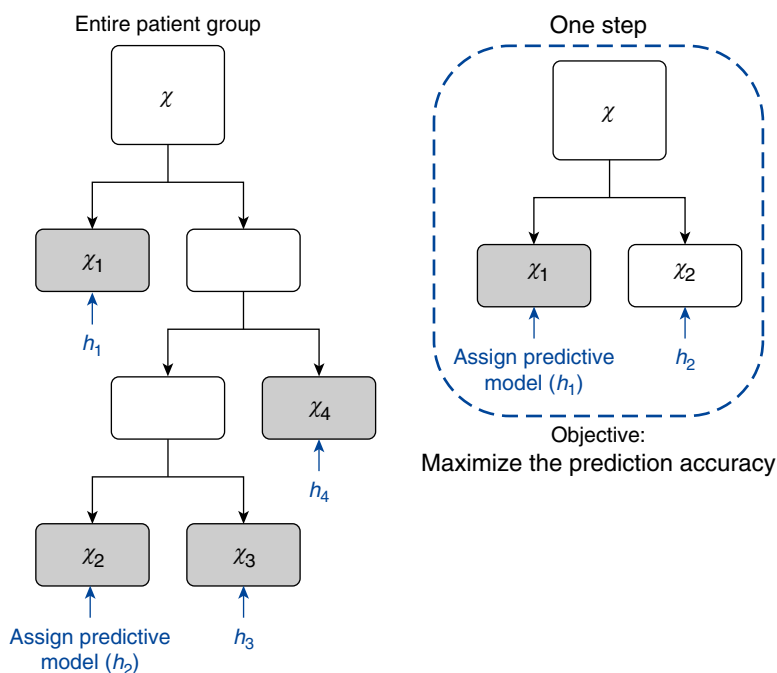 Entire patient group
χ
χ1
h1
χ4
h4
χ2
χ3
Assign predictive
model (h2)
h3
One step
χ
χ1
χ2
Assign predictive
model (h1)
h2
Objective:
Maximize the prediction accuracy